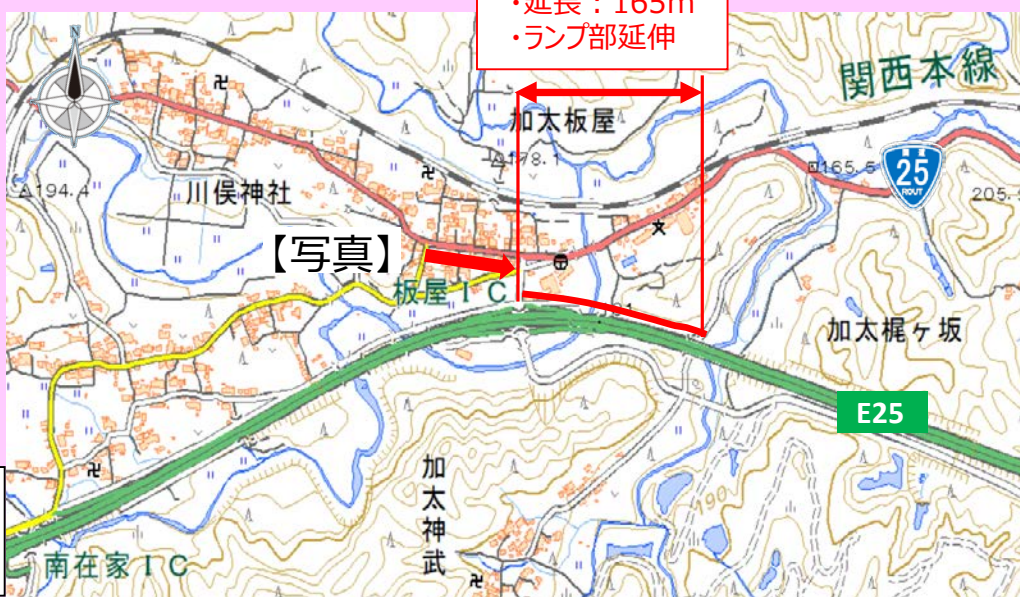 ・延長：165m
・ランプ部延伸
N
関西本線
加太板屋
178.1
165.5
25
ROUTE
194.4
川俣神社
205.
【写真】
板屋IC
加太梶ヶ坂
E25
加太神武
190
南在家IC